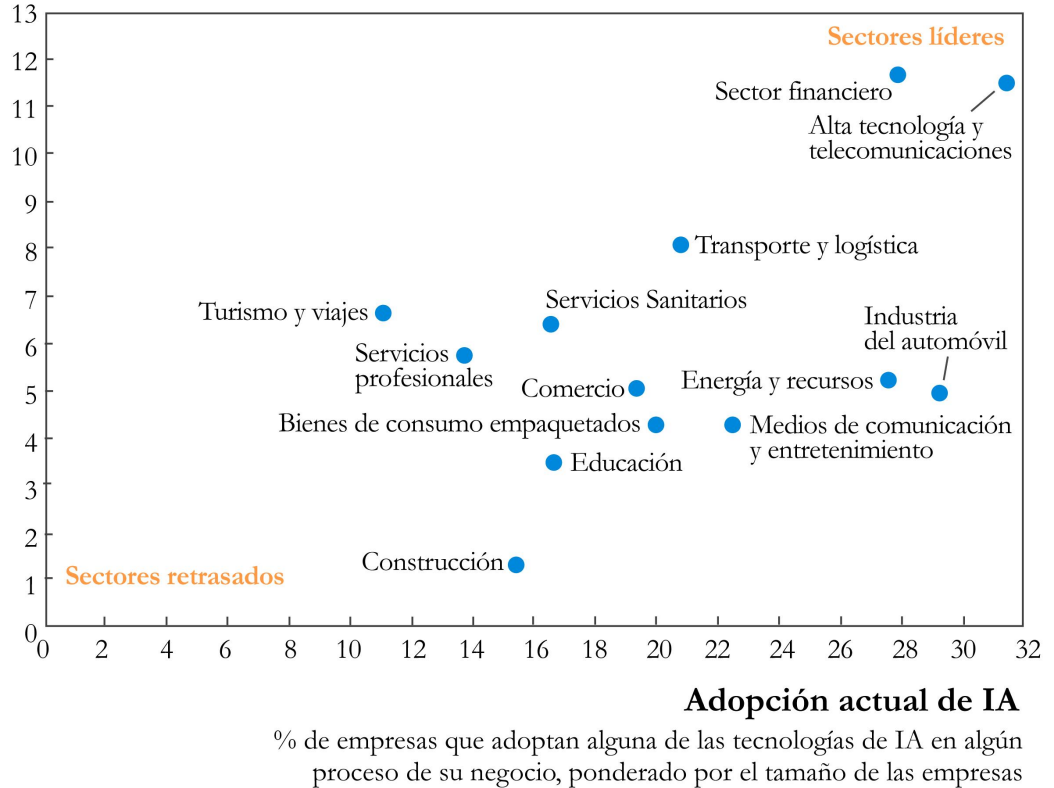 13
12
11
10
9
8
7
6
5
4
3
2
1
0
Sectores líderes
Sector financiero
Alta tecnología y
telecomunicaciones
Transporte y logística
Servicios Sanitarios
Turismo y viajes
Industria
del automóvil
Servicios
profesionales
Energía y recursos
Comercio
Bienes de consumo empaquetados
Medios de comunicación
y entretenimiento
Educación
Construcción
Sectores retrasados
0 2 4 6 8 10 12 14 16 18 20 22 24 26 28 30 32
Adopción actual de IA
% de empresas que adoptan alguna de las tecnologías de IA en algún
proceso de su negocio, ponderado por el tamaño de las empresas